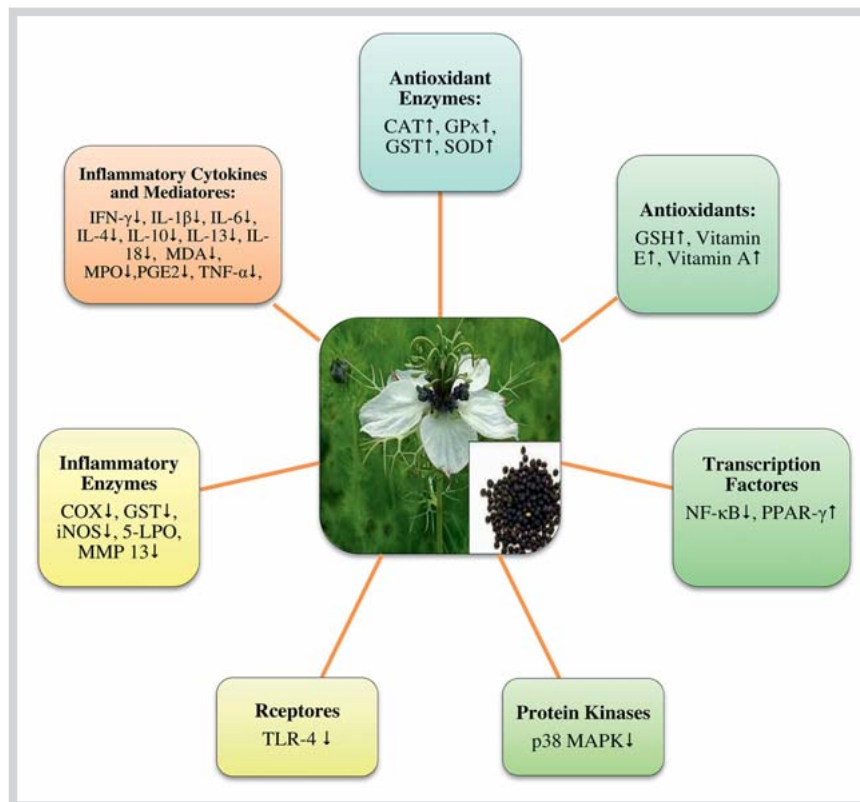 Antioxidant
Enzymes:
CAT↑, GPx↑,
GST↑, SOD↑
Inflammatory Cytokines
and Mediatores:
IFN-γ↓, IL-1β↓, IL-6↓,
IL-4↓, IL-10↓, IL-13↓, IL-
18↓, MDA↓,
MPO↓,PGE2↓, TNF-α↓,
Antioxidants:
GSH↑, Vitamin
E↑, Vitamin A↑
Inflammatory
Enzymes
COX↓, GST↓,
iNOS↓, 5-LPO,
MMP 13↓
Transcription
Factores
NF-κB↓, PPAR-γ↑
Rceptores
TLR-4 ↓
Protein Kinases
p38 MAPK↓